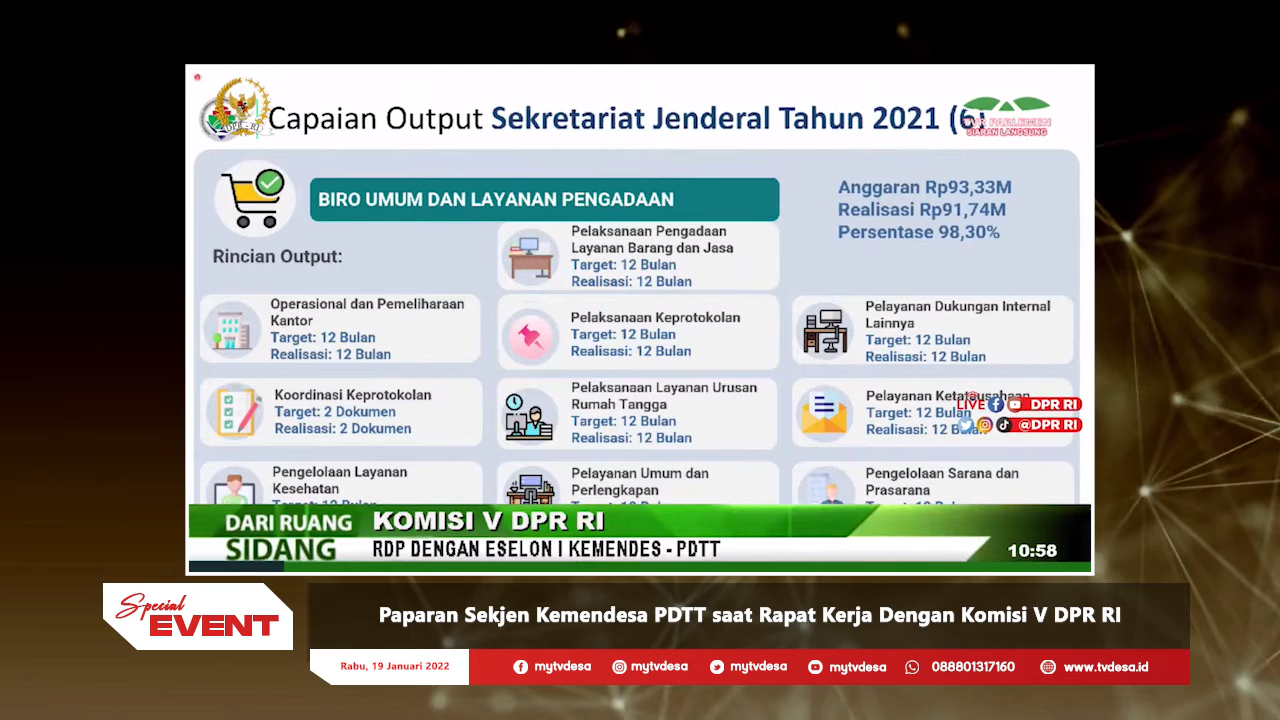 Capaian Output Sekretariat Jenderal Tahun 2021 (6)
DPR - RI
SIARAN LANGSUNG
BIRO UMUM DAN LAYANAN PENGADAAN
Anggaran Rp93,33M
Realisasi Rp91,74M
Persentase 98,30%
Rincian Output:
Pelaksanaan Pengadaan
Layanan Barang dan Jasa
Target: 12 Bulan
Realisasi: 12 Bulan
Operasional dan Pemeliharaan
Kantor
Target: 12 Bulan
Realisasi: 12 Bulan
Pelaksanaan Keprotokolan
Target: 12 Bulan
Realisasi: 12 Bulan
Pelayanan Dukungan Internal
Lainnya
Target: 12 Bulan
Realisasi: 12 Bulan
Koordinasi Keprotokolan
Target: 2 Dokumen
Realisasi: 2 Dokumen
Pelaksanaan Layanan Urusan
Rumah Tangga
Target: 12 Bulan
Realisasi: 12 Bulan
Pelayanan Ketatausahaan
Target: 12 Bulan
Realisasi: 12 Bulan
LIVE DPR RI
@DPR RI
Pengelolaan Layanan
Kesehatan
Target: 12 Bulan
Pelayanan Umum dan
Perlengkapan
Pengelolaan Sarana dan
Prasarana
DARI RUANG
SIDANG
KOMISI V DPR RI
RDP DENGAN ESELON I KEMENDES - PDTT
10:58
Special
EVENT
Paparan Sekjen Kemendesa PDTT saat Rapat Kerja Dengan Komisi V DPR RI
Rabu, 19 Januari 2022
mytvdesa mytvdesa mytvdesa mytvdesa 088801317160 www.tvdesa.id